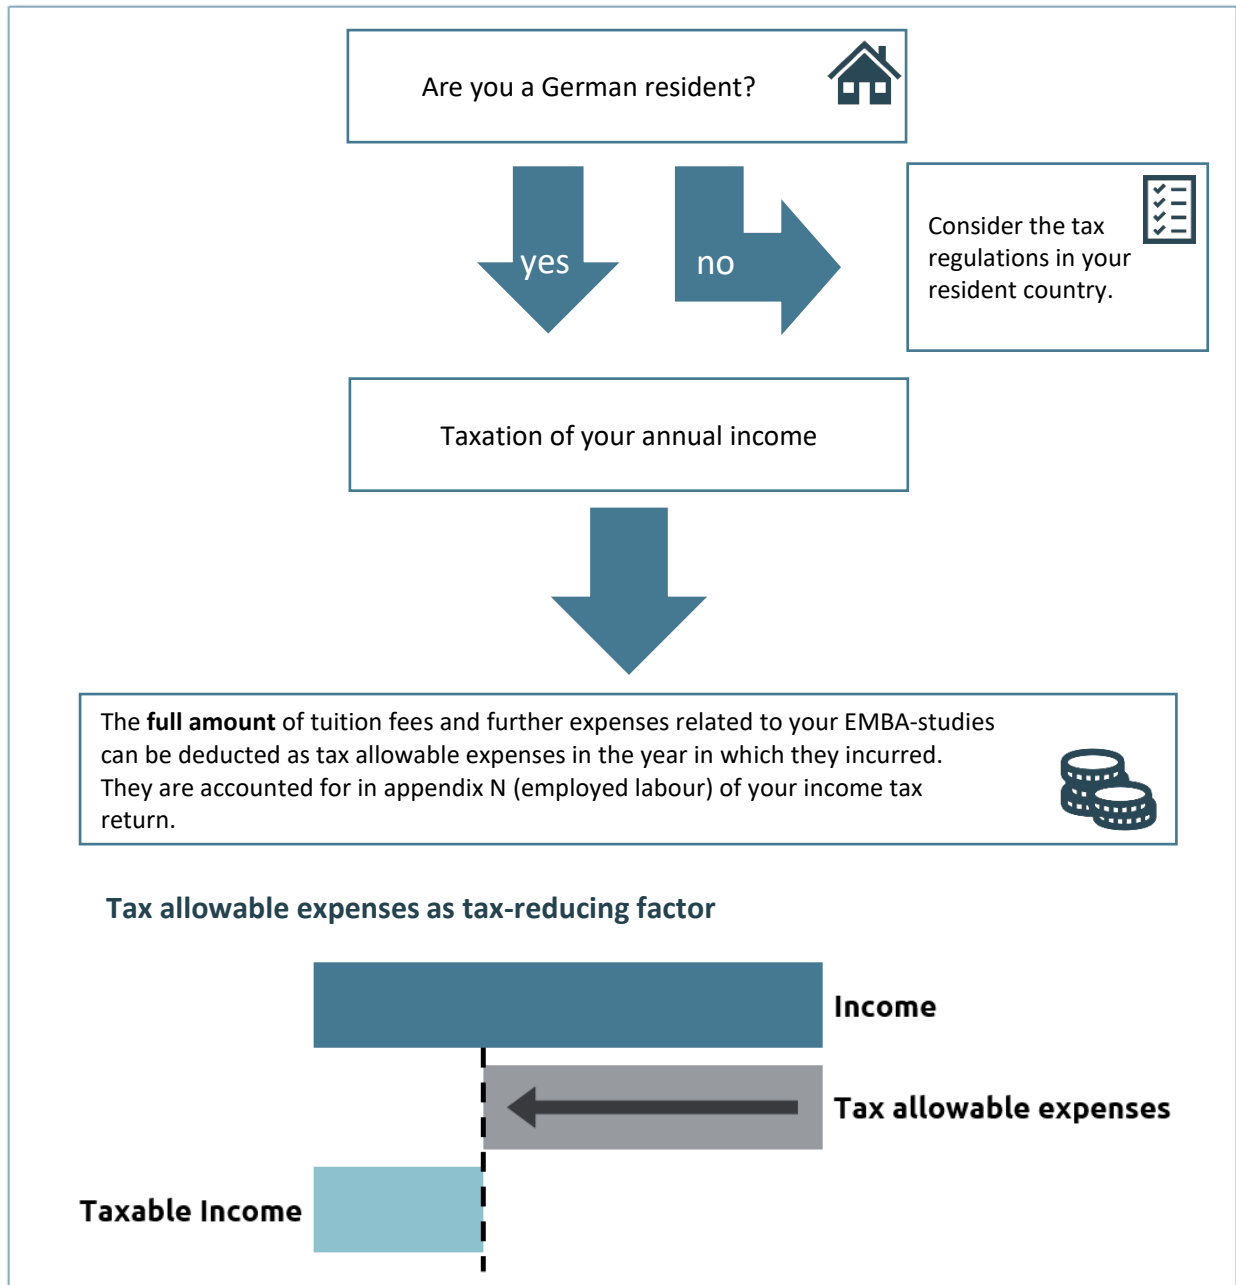 Are you a German resident?
yes
no
Consider the tax
regulations in your
resident country.
Taxation of your annual income
The full amount of tuition fees and further expenses related to your EMBA-studies
can be deducted as tax allowable expenses in the year in which they incurred.
They are accounted for in appendix N (employed labour) of your income tax
return.
Tax allowable expenses as tax-reducing factor
Income
Tax allowable expenses
Taxable Income